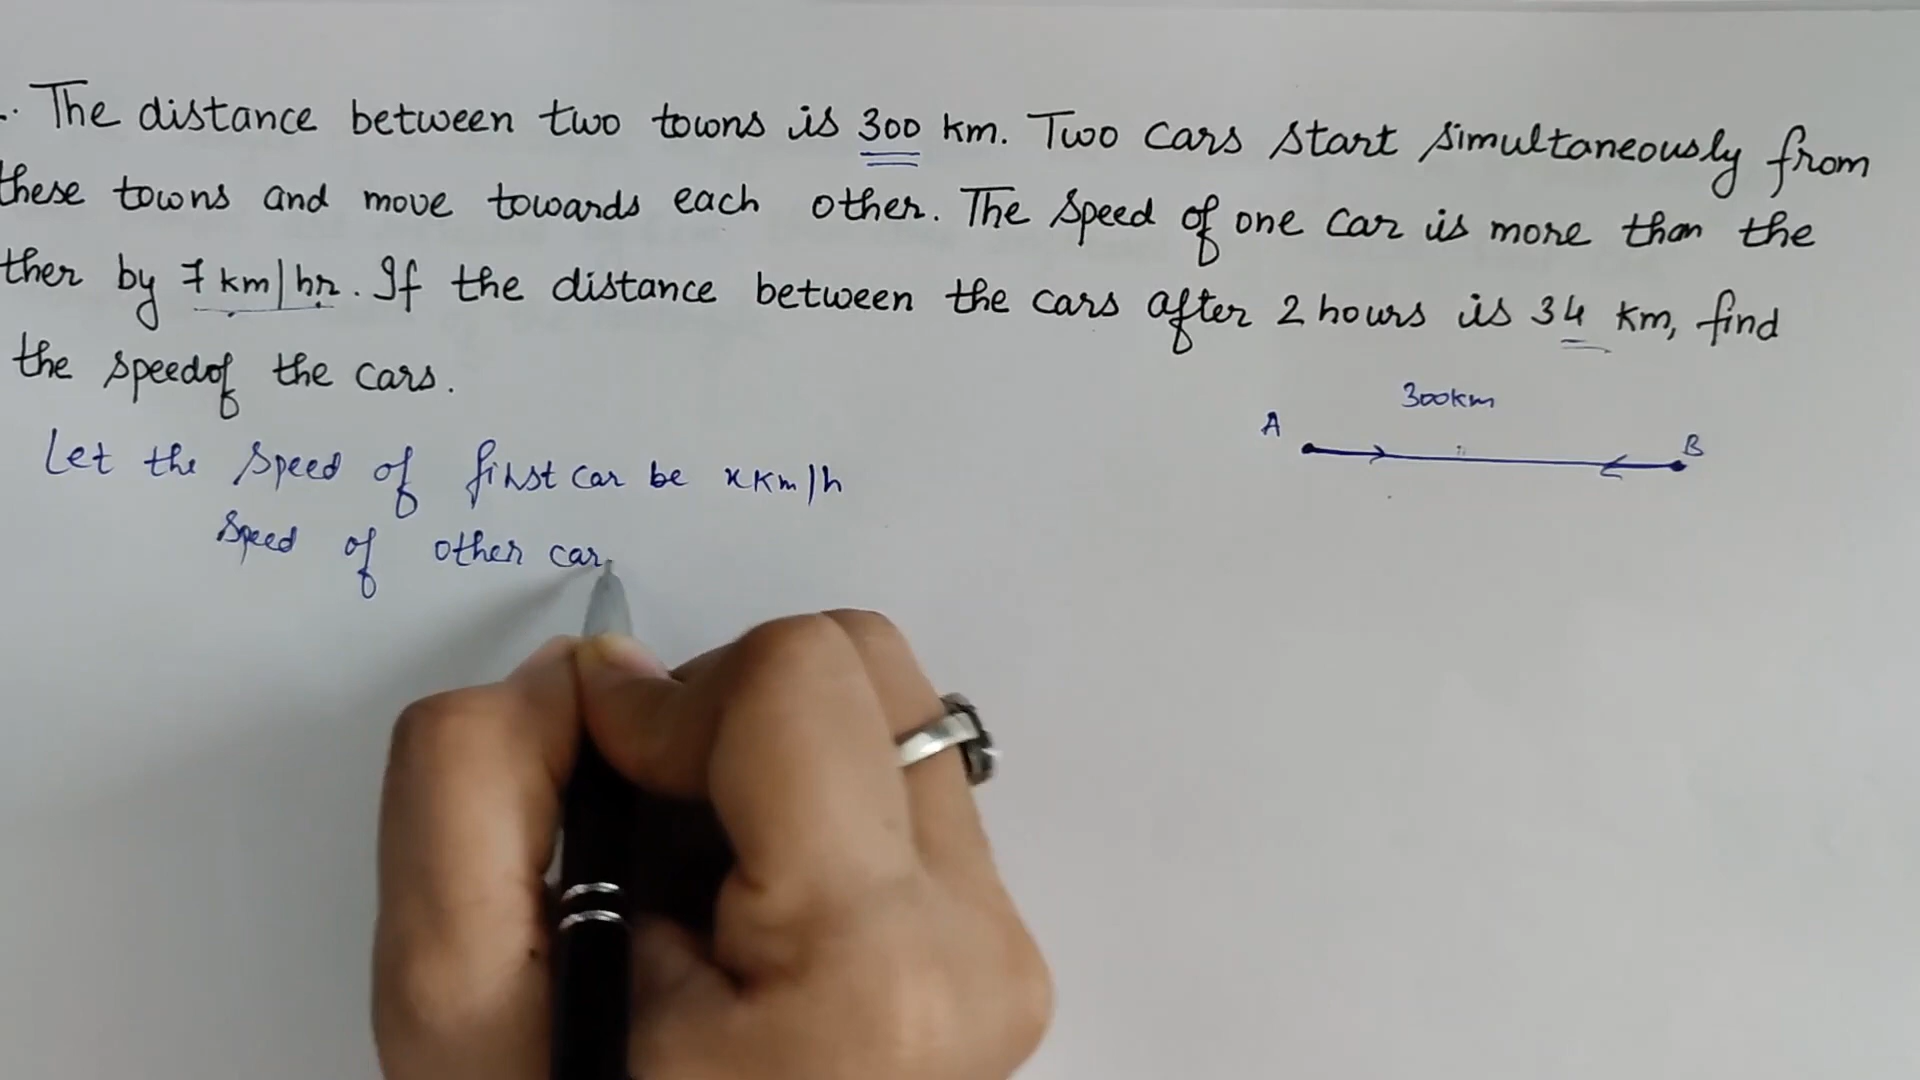 . The distance between two towns is 300 km. Two cars start simultaneously from
these towns and move towards each other. The speed of one car is more than the
ther by 7 km/hr. If the distance between the cars after 2 hours is 34 km, find
the speed of the cars.
300km
A
B
Let the speed of first car be x km/h
Speed of other car